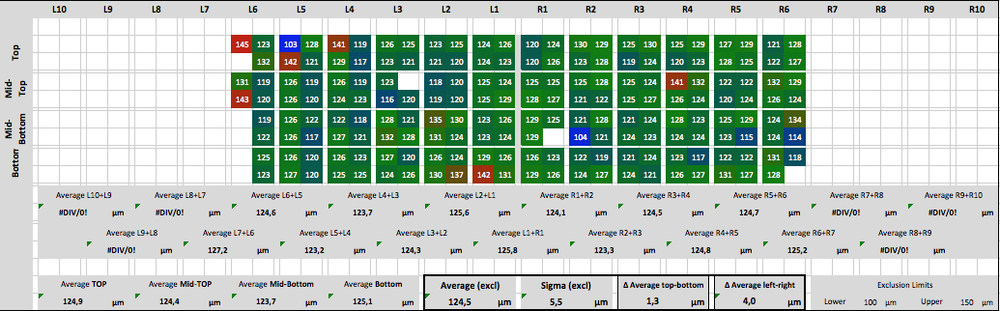 L10 L9 L8 L7 L6 L5 L4 L3 L2 L1 R1 R2 R3 R4 R5 R6 R7 R8 R9 R10
Top
145 123 103 128 141 119 126 125 123 125 124 125 120 124 130 129 125 130 125 129 127 129 121 128
132 142 121 129 117 123 123 120 126 121 126 120 126 123 128 119 124 120 123 128 125 122 127
Mid-Top
131 119 126 119 126 119 123 118 120 125 124 125 124 125 128 124 124 141 132 122 124 132 129
143 120 126 120 124 123 116 120 119 120 125 129 128 127 121 122 125 128 124 122 120 124 126 124
Mid-Bottom
119 126 122 122 118 128 121 135 130 123 126 129 125 121 128 121 124 128 123 125 129 124 134
122 126 117 121 121 132 128 131 124 123 124 129 104 121 124 123 124 123 123 115 124 114
Bottom
125 126 120 126 123 127 120 126 124 129 126 126 123 122 119 121 119 123 117 122 122 131 118
123 127 120 125 125 124 126 130 137 142 131 129 126 124 127 124 121 126 127 131 127 128
Average L10+L9 Average L8+L7 Average L6+L5 Average L4+L3 Average L2+L1 Average R1+R2 Average R3+R4 Average R5+R6 Average R7+R8 Average R9+R10
#DIV/0! µm #DIV/0! µm 124,6 µm 123,7 µm 125,6 µm 124,1 µm 124,5 µm 124,7 µm #DIV/0! µm #DIV/0! µm
Average L9+L8 Average L7+L6 Average L5+L4 Average L3+L2 Average L1+R1 Average R2+R3 Average R4+R5 Average R6+R7 Average R8+R9
#DIV/0! µm 127,2 µm 123,2 µm 124,3 µm 125,8 µm 123,3 µm 124,8 µm 125,2 µm #DIV/0! µm
Average TOP Average Mid-TOP Average Mid-Bottom Average Bottom Average (excl) Sigma (excl) Δ Average top-bottom Δ Average left-right Exclusion Limits
124,9 µm 124,4 µm 123,7 µm 125,1 µm 124,5 µm 5,5 µm 1,3 µm 4,0 µm Lower 100 µm Upper 150 µm